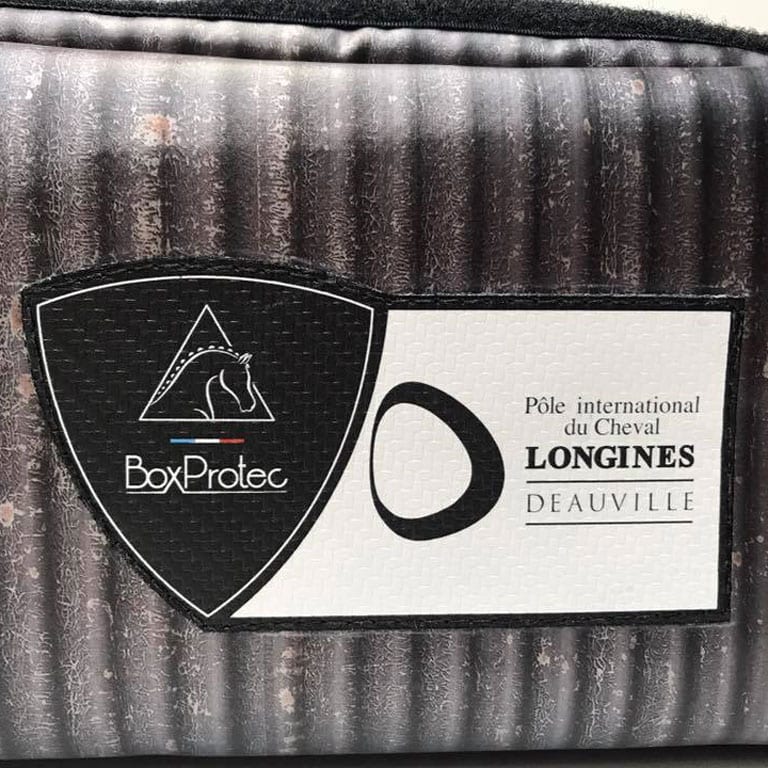 BoxProtec
Pôle international
du Cheval
LONGINES
DEAUVILLE